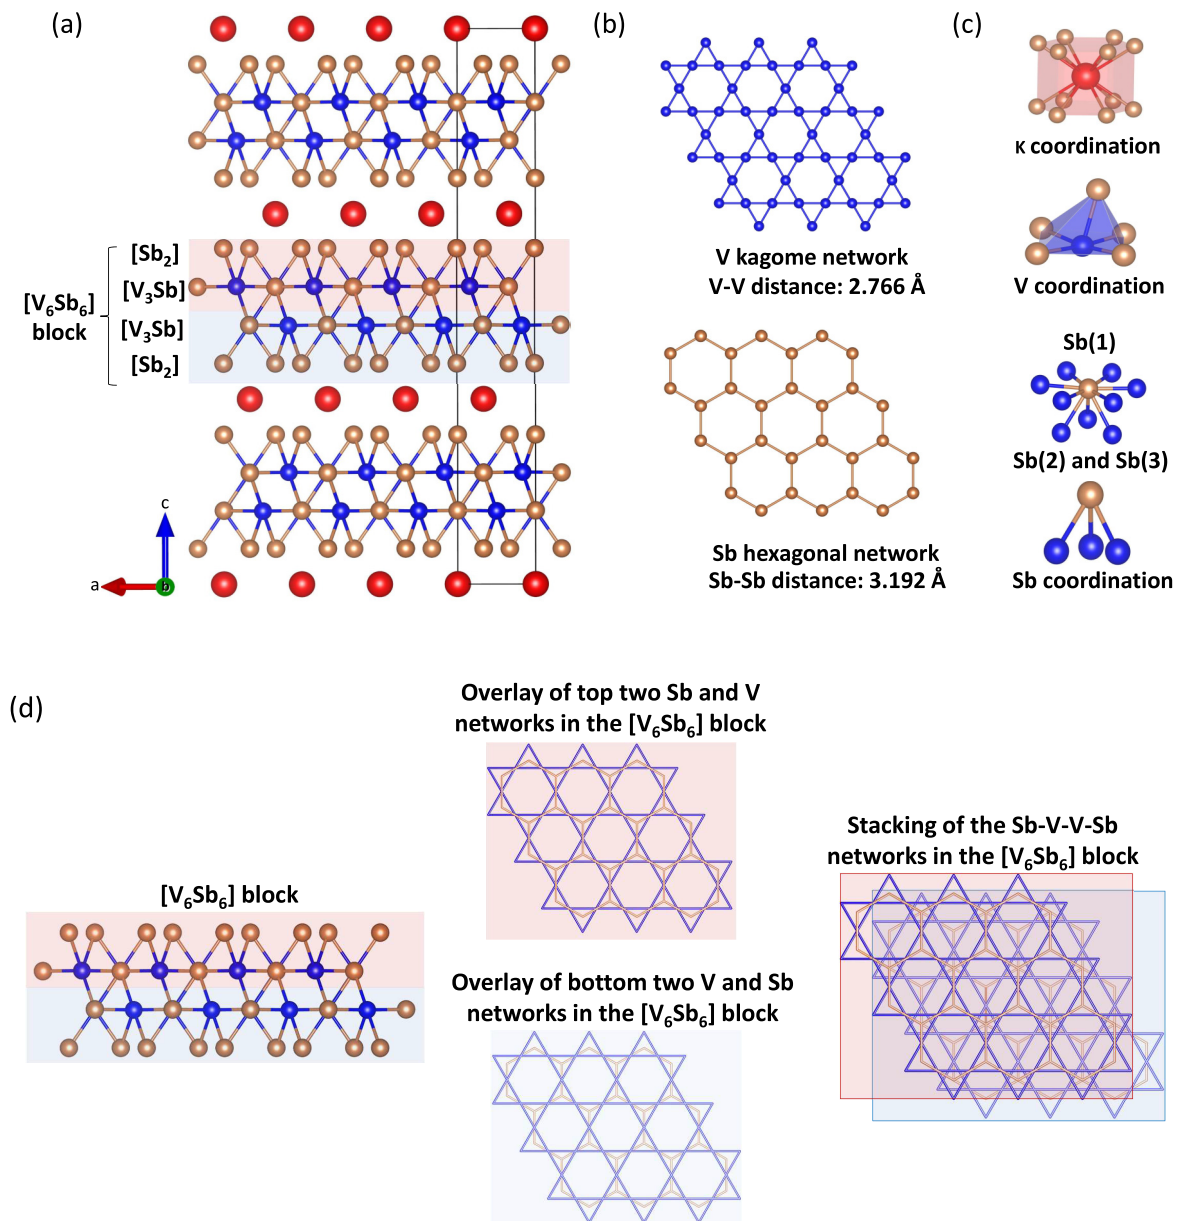 (a)
[Sb2]
[V3Sb]
[V6Sb6]
block
[V3Sb]
[Sb2]
c
a
b
(b)
V kagome network
V-V distance: 2.766 Å
Sb hexagonal network
Sb-Sb distance: 3.192 Å
(c)
K coordination
V coordination
Sb(1)
Sb(2) and Sb(3)
Sb coordination
(d)
[V6Sb6] block
Overlay of top two Sb and V
networks in the [V6Sb6] block
Overlay of bottom two V and Sb
networks in the [V6Sb6] block
Stacking of the Sb-V-V-Sb
networks in the [V6Sb6] block